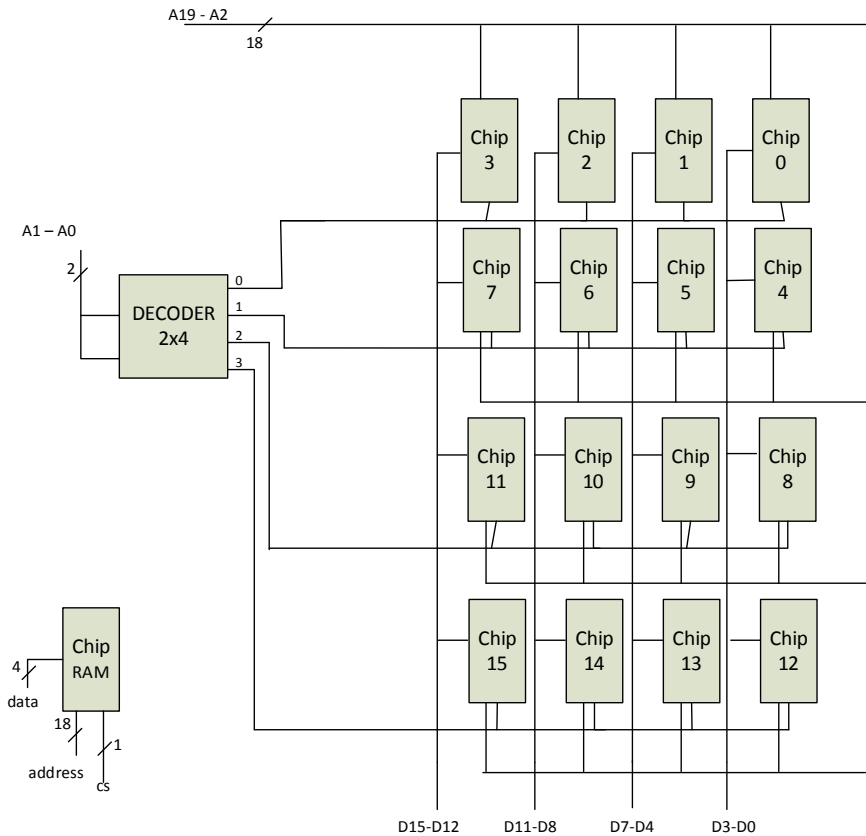 A19 - A2
18
Chip
3
Chip
2
Chip
1
Chip
0
A1 – A0
2
DECODER
2x4
0
1
2
3
Chip
7
Chip
6
Chip
5
Chip
4
Chip
11
Chip
10
Chip
9
Chip
8
Chip
15
Chip
14
Chip
13
Chip
12
Chip
RAM
4
data
18
address
1
cs
D15-D12
D11-D8
D7-D4
D3-D0